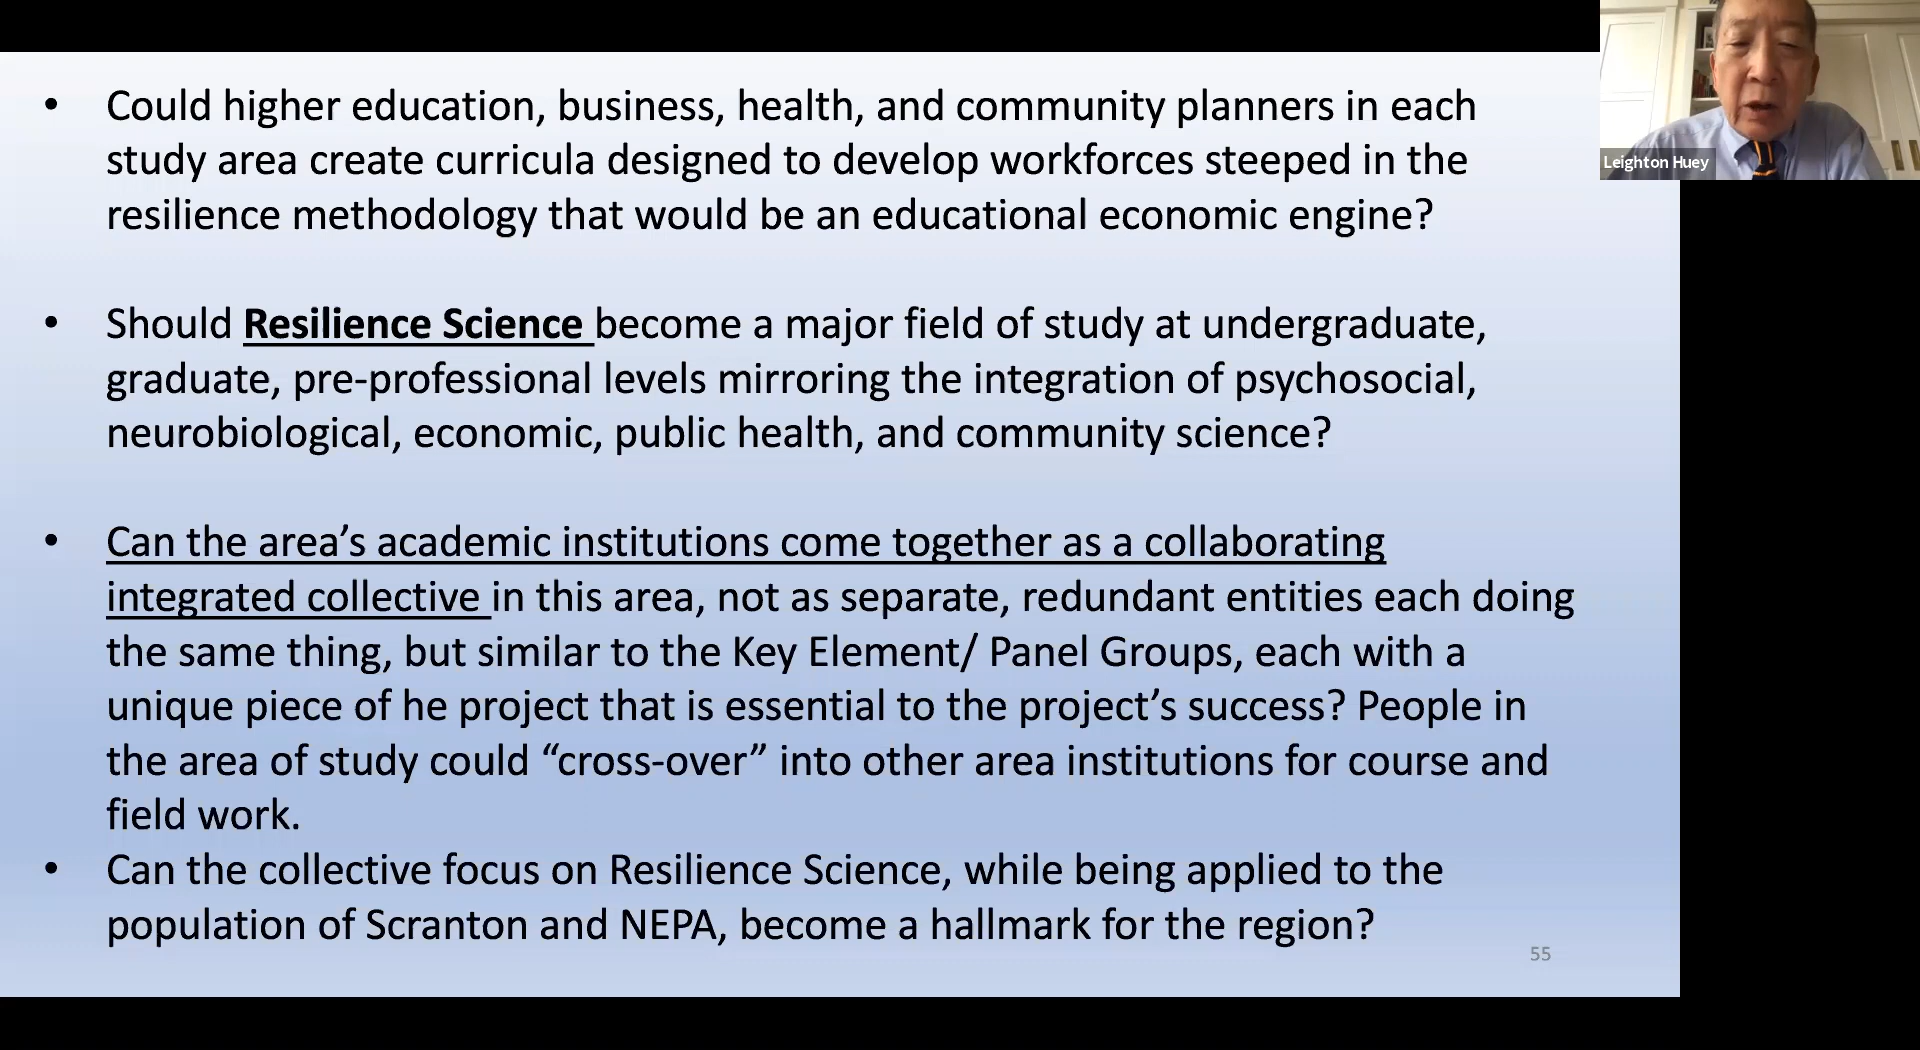 • Could higher education, business, health, and community planners in each
study area create curricula designed to develop workforces steeped in the
resilience methodology that would be an educational economic engine?
• Should Resilience Science become a major field of study at undergraduate,
graduate, pre-professional levels mirroring the integration of psychosocial,
neurobiological, economic, public health, and community science?
• Can the area’s academic institutions come together as a collaborating
integrated collective in this area, not as separate, redundant entities each doing
the same thing, but similar to the Key Element/ Panel Groups, each with a
unique piece of he project that is essential to the project’s success? People in
the area of study could “cross-over” into other area institutions for course and
field work.
• Can the collective focus on Resilience Science, while being applied to the
population of Scranton and NEPA, become a hallmark for the region?
55
Leighton Huey